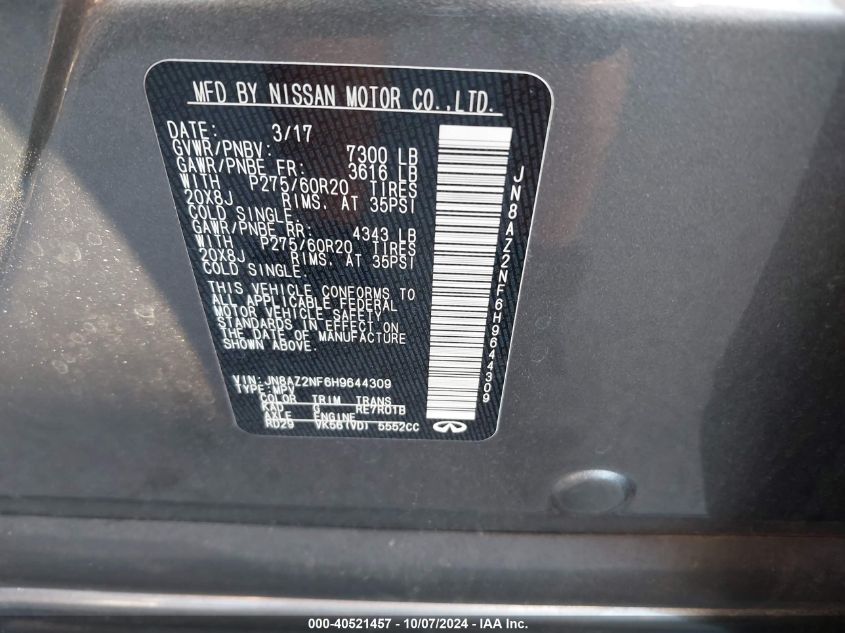 MFD BY NISSAN MOTOR CO.,LTD.
DATE: 3/17
GVWR/PNBV: 7300 LB
GAWR/PNBE FR: 3616 LB
WITH P275/60R20 TIRES
20X8J RIMS, AT 35PSI
COLD SINGLE.
GAWR/PNBE RR: 4343 LB
WITH P275/60R20 TIRES
20X8J RIMS, AT 35PSI
COLD SINGLE.
THIS VEHICLE CONFORMS TO
ALL APPLICABLE FEDERAL
MOTOR VEHICLE SAFETY
STANDARDS IN EFFECT ON
THE DATE OF MANUFACTURE
SHOWN ABOVE.
VIN: JN8AZ2NF6H9644309
TYPE: MPV
COLOR TRIM TRANS
KAD G RE7R01B
AXLE ENGINE
RD29 VK56(VD) 5552CC
JN8AZ2NF6H9644309
000-40521457 - 10/07/2024 - IAA Inc.